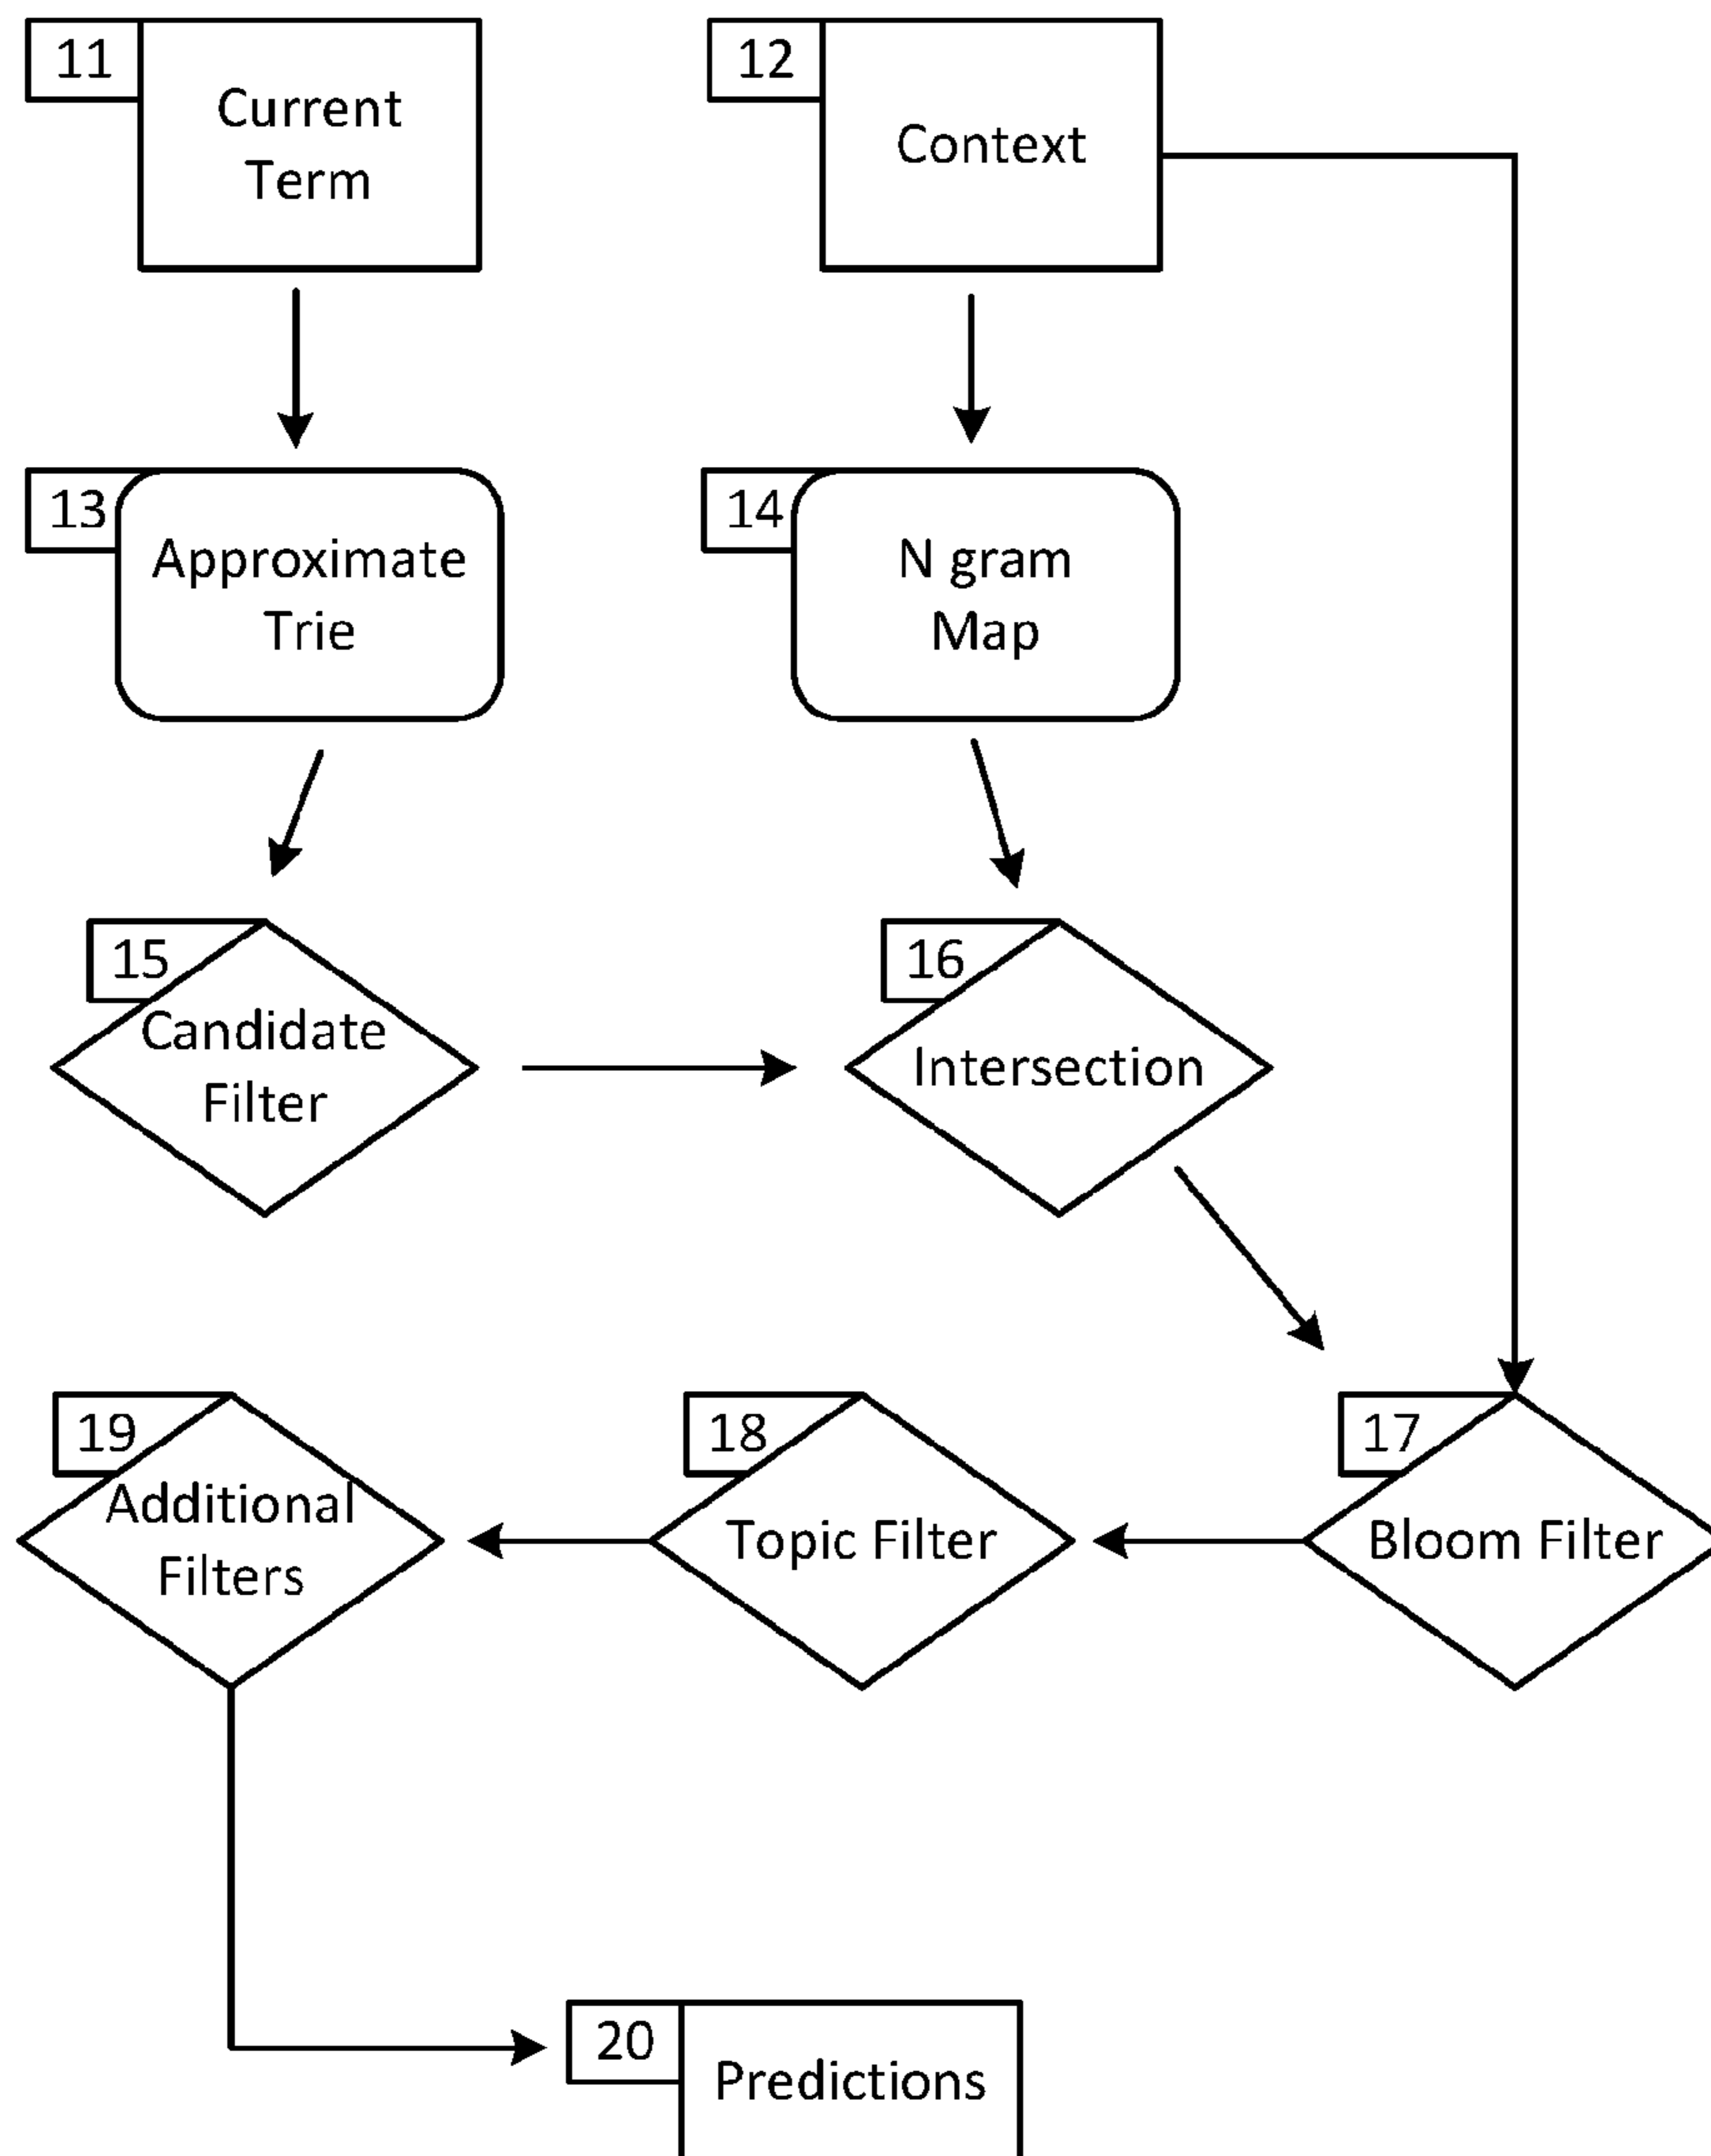 11
Current
Term
12
Context
13
Approximate
Trie
14
N gram
Map
15
Candidate
Filter
16
Intersection
19
Additional
Filters
18
Topic Filter
17
Bloom Filter
20
Predictions